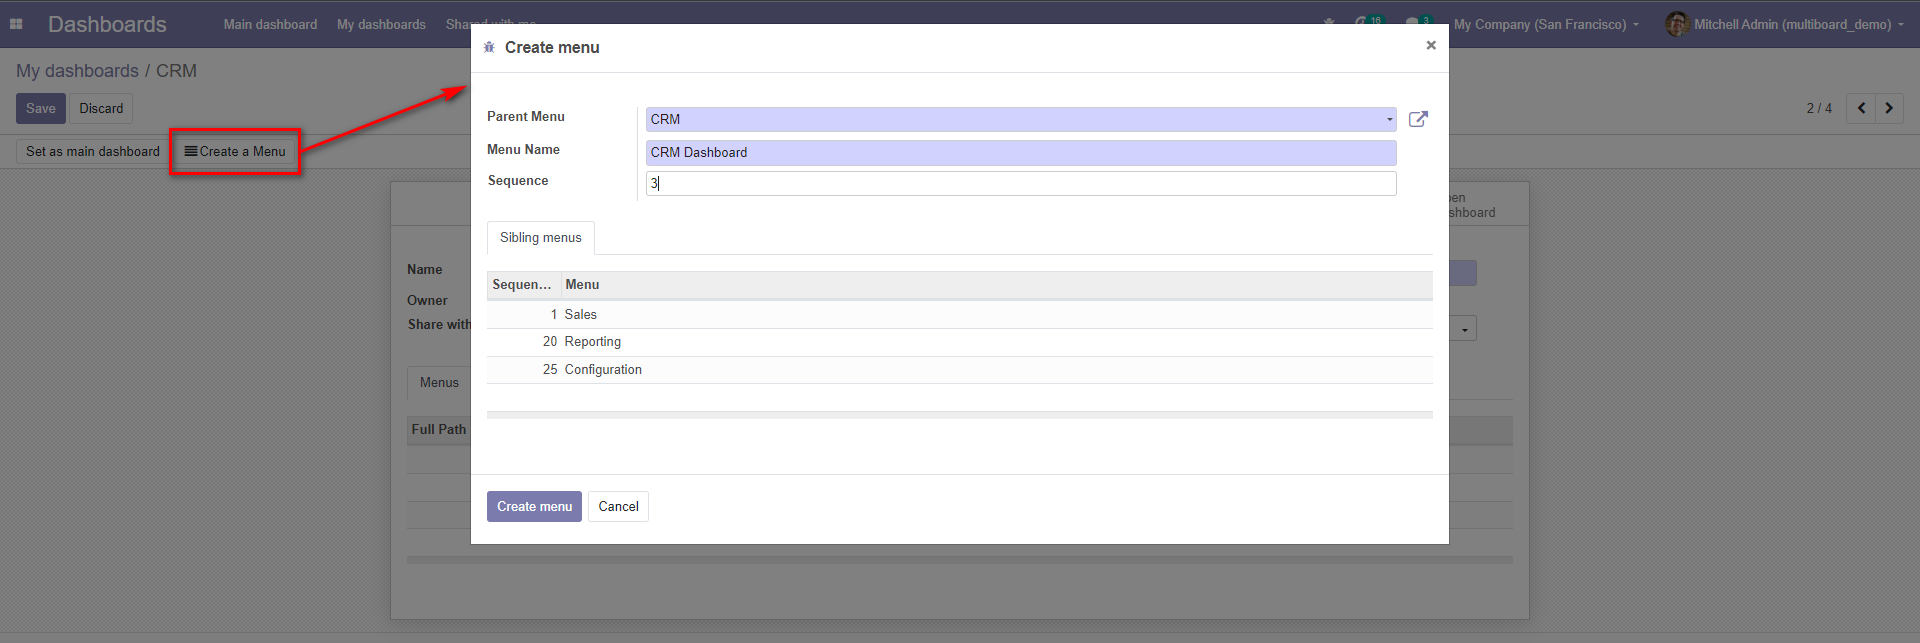 Dashboards
Main dashboard
My dashboards
Shared with me
16
3
My Company (San Francisco)
Mitchell Admin (multiboard_demo)
My dashboards / CRM
Save
Discard
2 / 4
Set as main dashboard
Create a Menu
Create menu
×
Parent Menu
CRM
Menu Name
CRM Dashboard
Sequence
3
Sibling menus
Sequen...
Menu
1 Sales
20 Reporting
25 Configuration
Create menu
Cancel
Name
Owner
Share with
Menus
Full Path